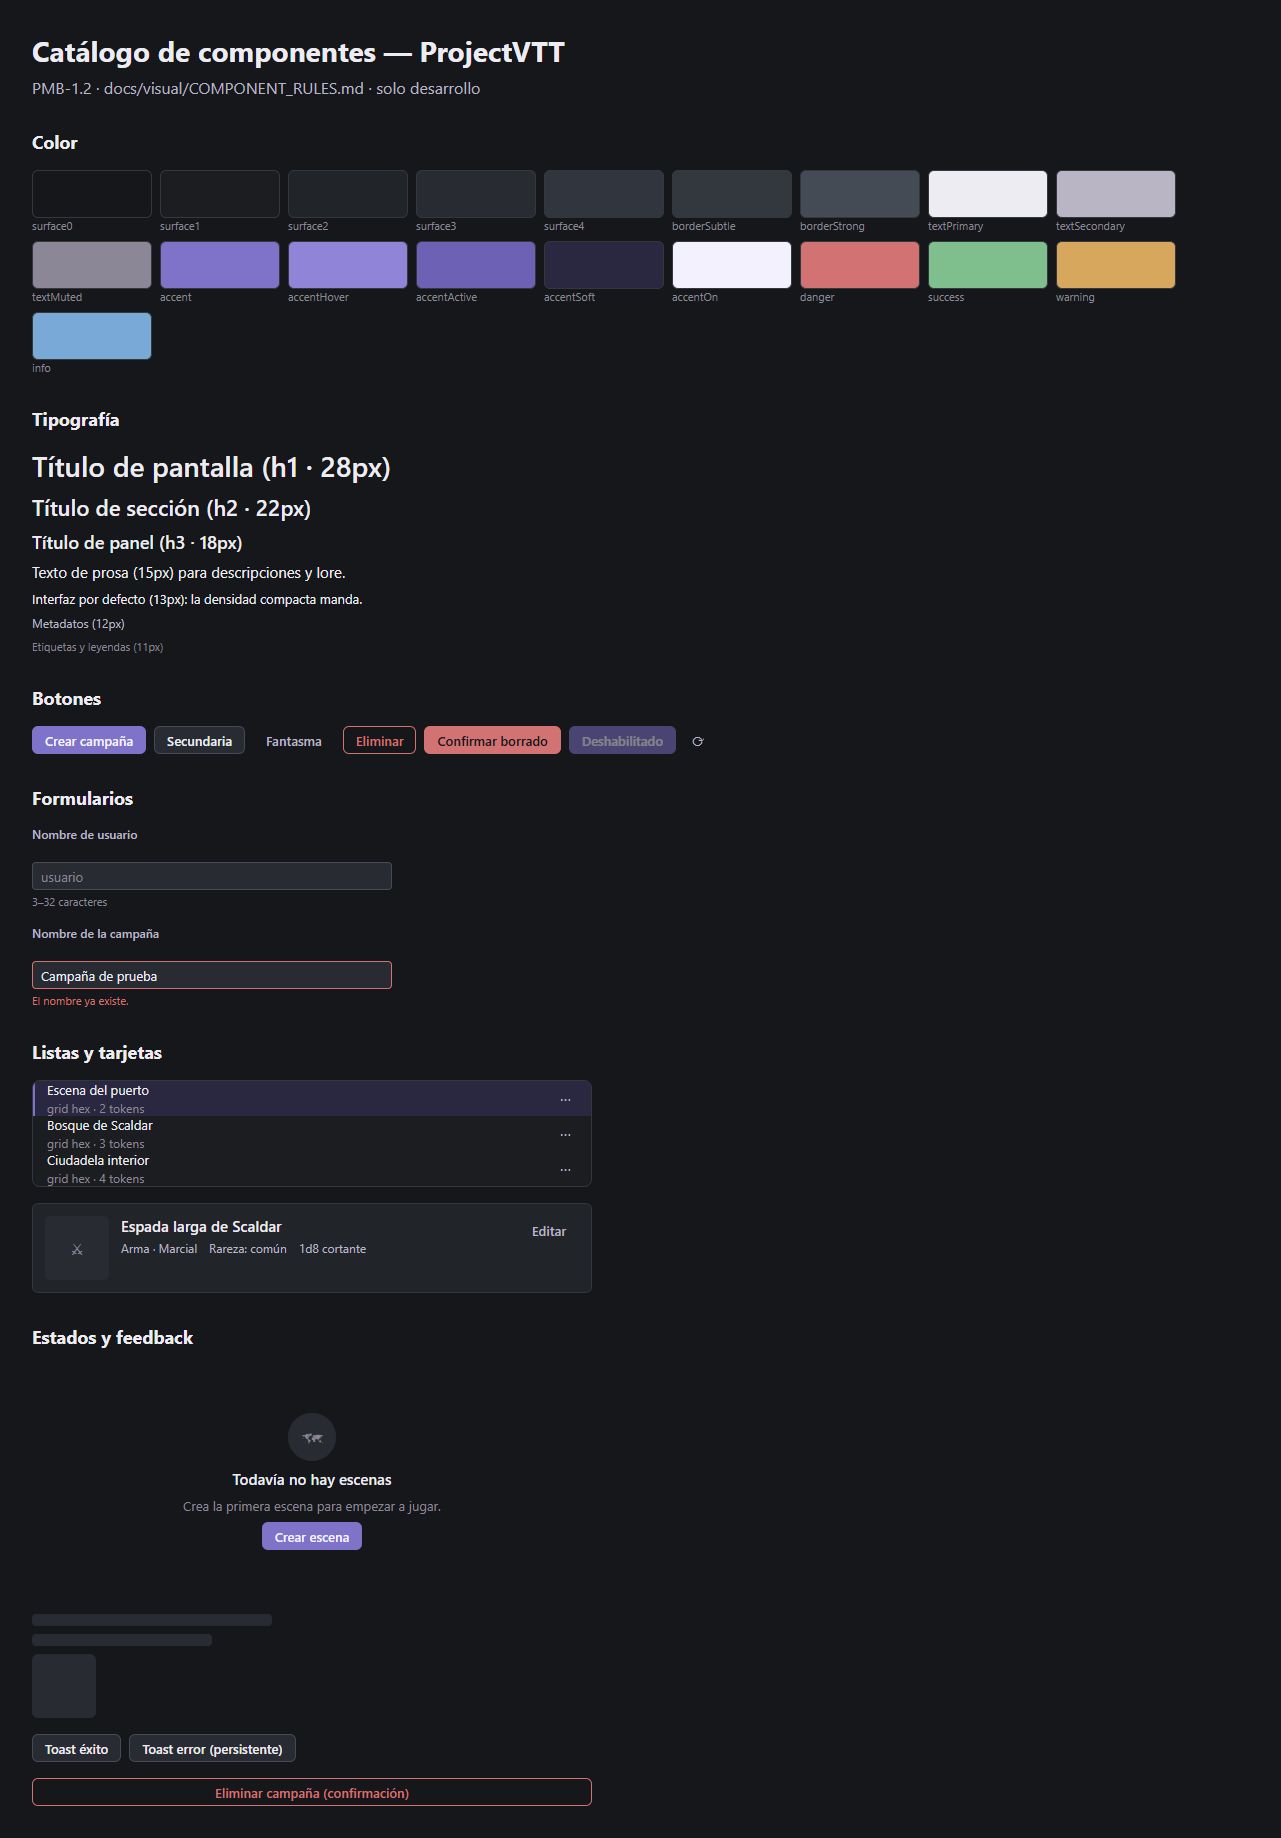 Catálogo de componentes — ProjectVTT
PMB-1.2 · docs/visual/COMPONENT_RULES.md · solo desarrollo
Color
surface0 surface1 surface2 surface3 surface4 borderSubtle borderStrong textPrimary textSecondary
textMuted accent accentHover accentActive accentSoft accentOn danger success warning
info
Tipografía
Título de pantalla (h1 · 28px)
Título de sección (h2 · 22px)
Título de panel (h3 · 18px)
Texto de prosa (15px) para descripciones y lore.
Interfaz por defecto (13px): la densidad compacta manda.
Metadatos (12px)
Etiquetas y leyendas (11px)
Botones
Crear campaña Secundaria Fantasma Eliminar Confirmar borrado Deshabilitado ⟳
Formularios
Nombre de usuario
usuario
3–32 caracteres
Nombre de la campaña
Campaña de prueba
El nombre ya existe.
Listas y tarjetas
Escena del puerto
grid hex · 2 tokens
…
Bosque de Scaldar
grid hex · 3 tokens
…
Ciudadela interior
grid hex · 4 tokens
…
Espada larga de Scaldar
Arma · Marcial Rareza: común 1d8 cortante
Editar
Estados y feedback
Todavía no hay escenas
Crea la primera escena para empezar a jugar.
Crear escena
Toast éxito Toast error (persistente)
Eliminar campaña (confirmación)